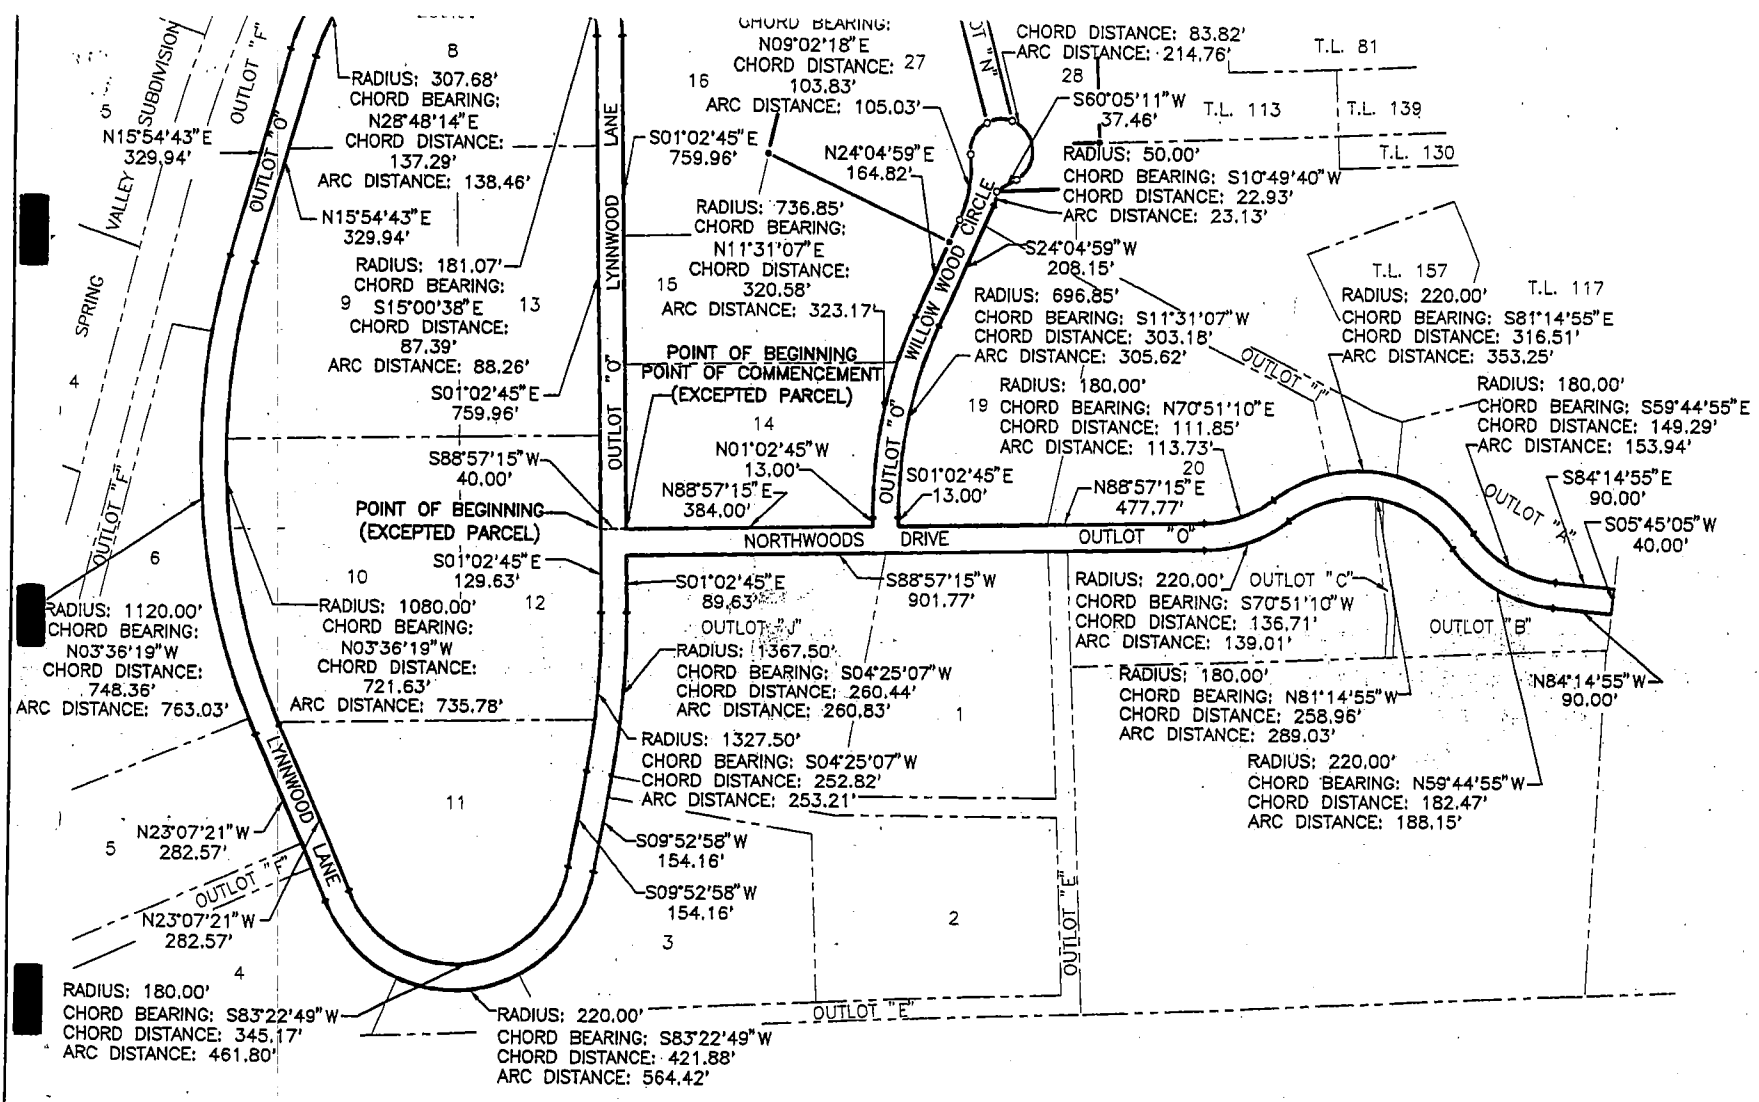 5
VALLEY SUBDIVISION
SPRING
4
OUTLOT "F"
N15°54'43"E
329.94'
OUTLOT "O"
8
RADIUS: 307.68'
CHORD BEARING:
N28°48'14"E
CHORD DISTANCE:
137.29'
ARC DISTANCE: 138.46'
N15°54'43"E
329.94'
RADIUS: 181.07'
CHORD BEARING:
9 S15°00'38"E 13
CHORD DISTANCE:
87.39'
ARC DISTANCE: 88.26'
S01°02'45"E
759.96'
LYNNWOOD LANE
OUTLOT "O"
CHORD BEARING:
N09°02'18"E
CHORD DISTANCE: 27
103.83'
ARC DISTANCE: 105.03'
16
S01°02'45"E
759.96'
N24°04'59"E
164.82'
RADIUS: 736.85'
CHORD BEARING:
N11°31'07"E
CHORD DISTANCE:
320.58'
ARC DISTANCE: 323.17'
15
POINT OF BEGINNING
POINT OF COMMENCEMENT
(EXCEPTED PARCEL)
14
N01°02'45"W
13.00'
N88°57'15"E
384.00'
CHORD DISTANCE: 83.82'
ARC DISTANCE: 214.76'
28
S60°05'11"W
37.46'
T.L. 81
T.L. 113
T.L. 139
T.L. 130
RADIUS: 50.00'
CHORD BEARING: S10°49'40"W
CHORD DISTANCE: 22.93'
ARC DISTANCE: 23.13'
WILLOW WOOD CIRCLE
OUTLOT "O"
S24°04'59"W
208.15'
RADIUS: 696.85'
CHORD BEARING: S11°31'07"W
CHORD DISTANCE: 303.18'
ARC DISTANCE: 305.62'
T.L. 157
T.L. 117
RADIUS: 220.00'
CHORD BEARING: S81°14'55"E
CHORD DISTANCE: 316.51'
ARC DISTANCE: 353.25'
RADIUS: 180.00'
19 CHORD BEARING: N70°51'10"E
CHORD DISTANCE: 111.85'
ARC DISTANCE: 113.73'
20
RADIUS: 180.00'
CHORD BEARING: S59°44'55"E
CHORD DISTANCE: 149.29'
ARC DISTANCE: 153.94'
S01°02'45"E
13.00'
N88°57'15"E
477.77'
OUTLOT "A"
S84°14'55"E
90.00'
S05°45'05"W
40.00'
S88°57'15"W
40.00'
POINT OF BEGINNING
(EXCEPTED PARCEL)
S01°02'45"E
129.63'
NORTHWOODS DRIVE OUTLOT "O"
S01°02'45"E
89.63'
S88°57'15"W
901.77'
OUTLOT "J"
OUTLOT "F"
6
10
12
RADIUS: 1120.00'
CHORD BEARING:
N03°36'19"W
CHORD DISTANCE:
748.36'
ARC DISTANCE: 763.03'
RADIUS: 1080.00'
CHORD BEARING:
N03°36'19"W
CHORD DISTANCE:
721.63'
ARC DISTANCE: 735.78'
RADIUS: 1367.50'
CHORD BEARING: S04°25'07"W
CHORD DISTANCE: 260.44'
ARC DISTANCE: 260.83'
1
RADIUS: 1327.50'
CHORD BEARING: S04°25'07"W
CHORD DISTANCE: 252.82'
ARC DISTANCE: 253.21'
RADIUS: 220.00'
CHORD BEARING: S70°51'10"W
CHORD DISTANCE: 136.71'
ARC DISTANCE: 139.01'
OUTLOT "C"
OUTLOT "B"
RADIUS: 180.00'
CHORD BEARING: N81°14'55"W
CHORD DISTANCE: 258.96'
ARC DISTANCE: 289.03'
N84°14'55"W
90.00'
RADIUS: 220.00'
CHORD BEARING: N59°44'55"W
CHORD DISTANCE: 182.47'
ARC DISTANCE: 188.15'
LYNNWOOD LANE
11
5
N23°07'21"W
282.57'
N23°07'21"W
282.57'
S09°52'58"W
154.16'
S09°52'58"W
154.16'
3
2
OUTLOT "E"
OUTLOT "E"
4
RADIUS: 180.00'
CHORD BEARING: S83°22'49"W
CHORD DISTANCE: 345.17'
ARC DISTANCE: 461.80'
RADIUS: 220.00'
CHORD BEARING: S83°22'49"W
CHORD DISTANCE: 421.88'
ARC DISTANCE: 564.42'